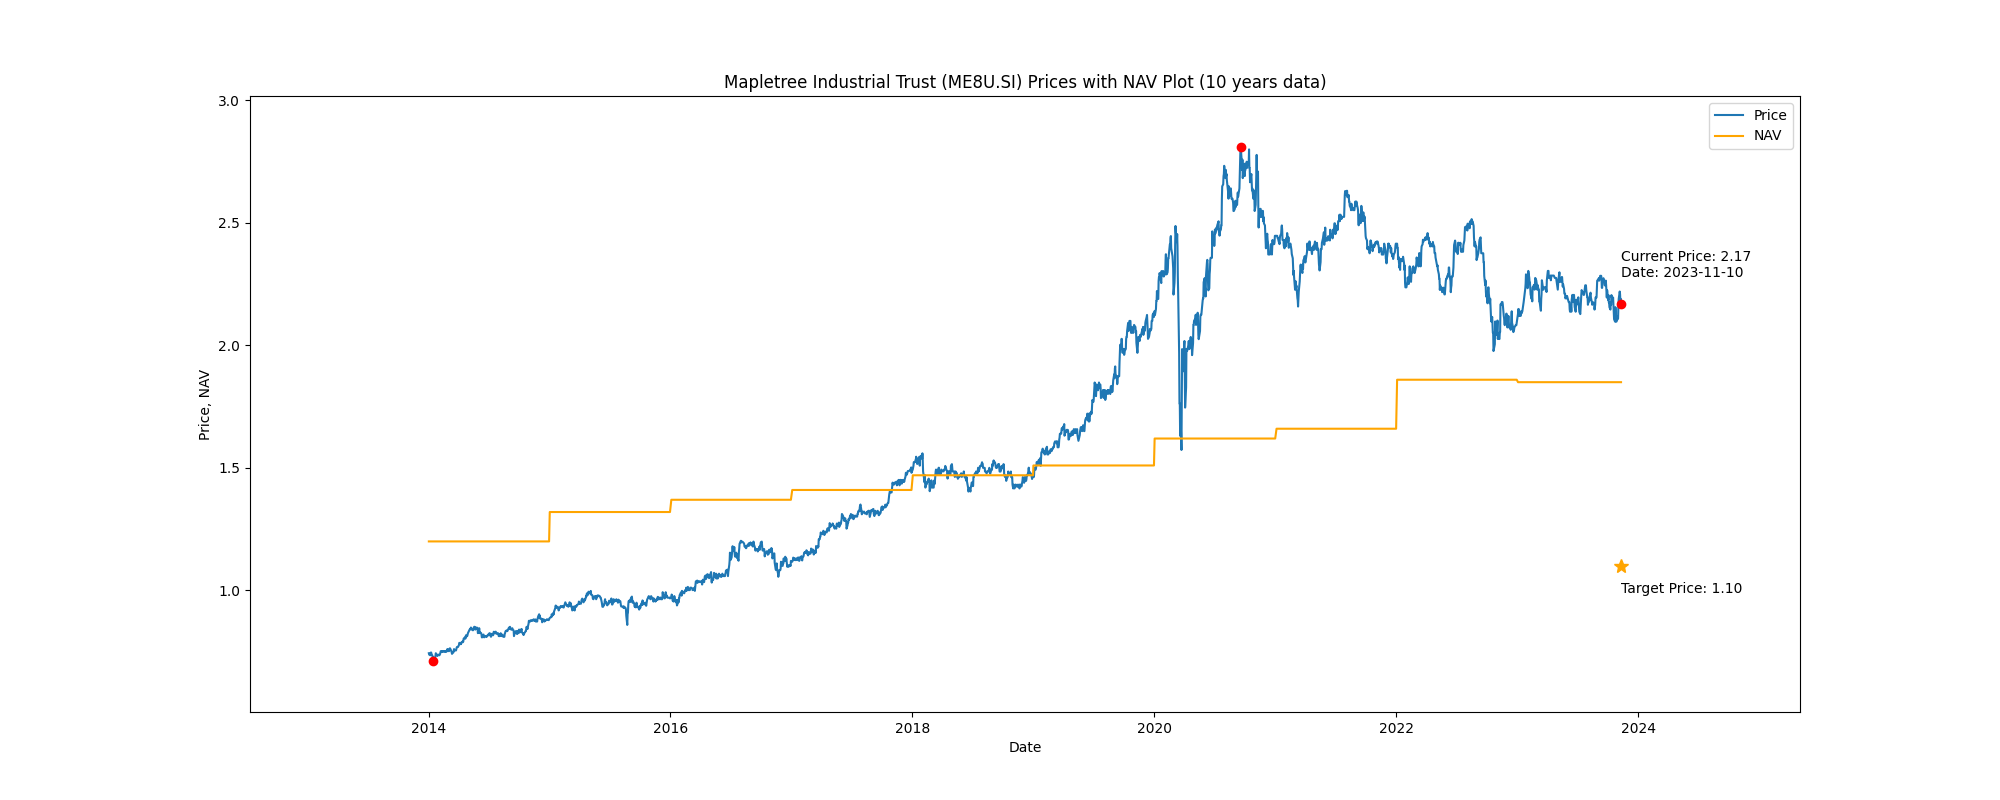 Mapletree Industrial Trust (ME8U.SI) Prices with NAV Plot (10 years data)
3.0
2.5
2.0
1.5
1.0
Price, NAV
Price
NAV
Current Price: 2.17
Date: 2023-11-10
Target Price: 1.10
2014
2016
2018
2020
2022
2024
Date